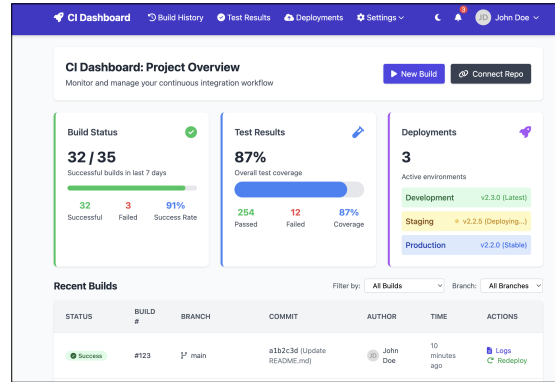 CI Dashboard Build History Test Results Deployments Settings 3 JD John Doe
CI Dashboard: Project Overview
Monitor and manage your continuous integration workflow
New Build Connect Repo
Build Status
32 / 35
Successful builds in last 7 days
32 3 91%
Successful Failed Success Rate
Test Results
87%
Overall test coverage
254 12 87%
Passed Failed Coverage
Deployments
3
Active environments
Development v2.3.0 (Latest)
Staging v2.2.5 (Deploying...)
Production v2.2.0 (Stable)
Recent Builds Filter by: All Builds Branch: All Branches
STATUS BUILD # BRANCH COMMIT AUTHOR TIME ACTIONS
Success #123 main a1b2c3d (Update README.md) JD John Doe 10 minutes ago Logs Redeploy